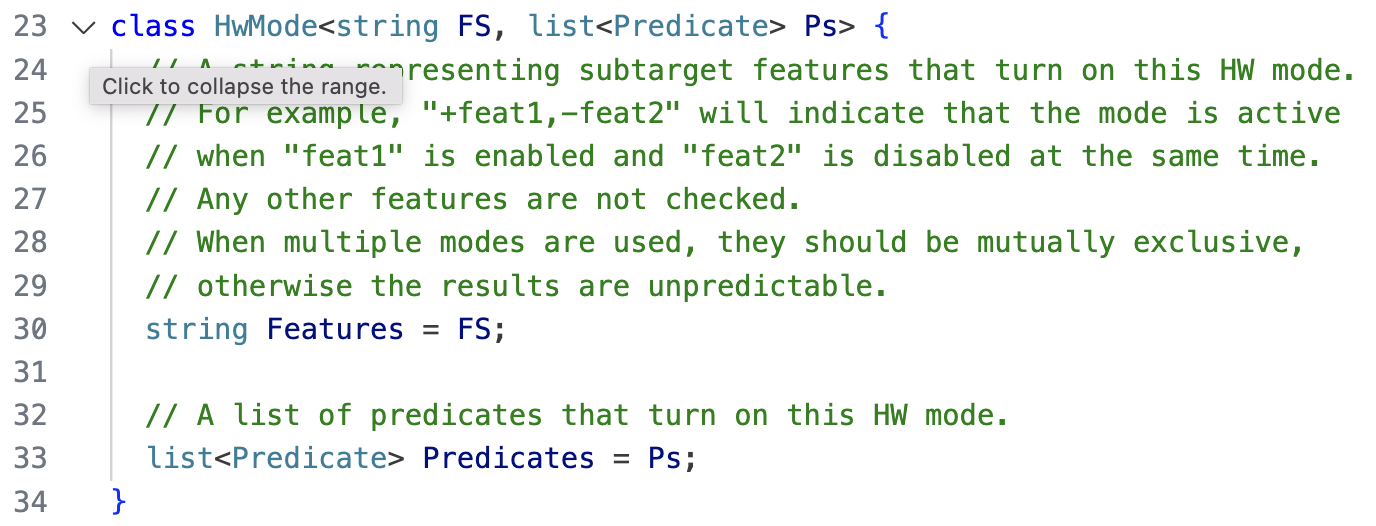 23 class HwMode<string FS, list<Predicate> Ps> {
24 // A string representing subtarget features that turn on this HW mode.
Click to collapse the range.
25 // For example, "+feat1,-feat2" will indicate that the mode is active
26 // when "feat1" is enabled and "feat2" is disabled at the same time.
27 // Any other features are not checked.
28 // When multiple modes are used, they should be mutually exclusive,
29 // otherwise the results are unpredictable.
30 string Features = FS;
31
32 // A list of predicates that turn on this HW mode.
33 list<Predicate> Predicates = Ps;
34 }